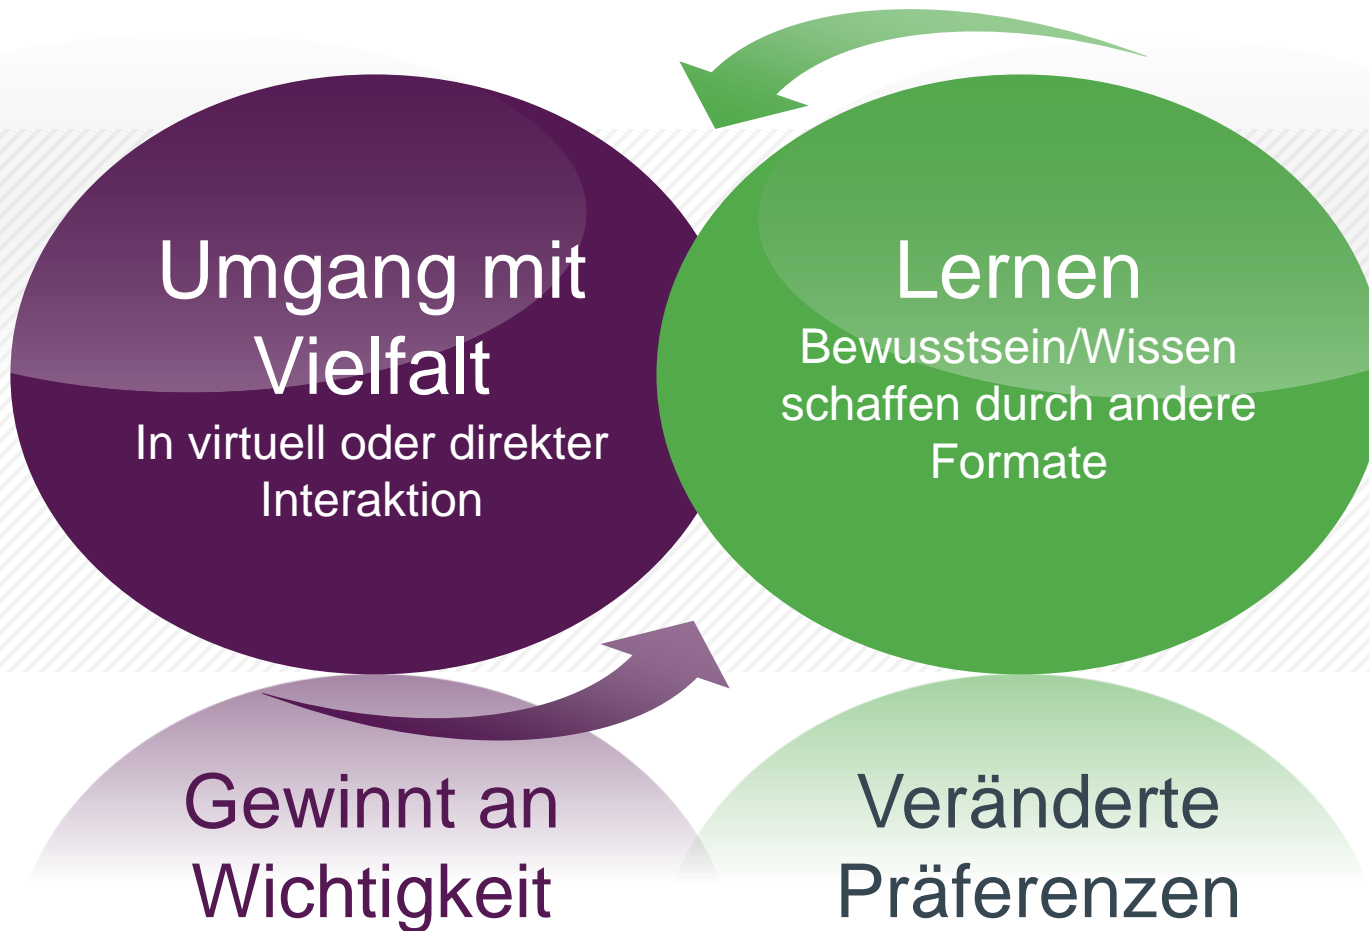 Umgang mit
Vielfalt
In virtuell oder direkter
Interaktion
Lernen
Bewusstsein/Wissen
schaffen durch andere
Formate
Gewinnt an
Wichtigkeit
Veränderte
Präferenzen